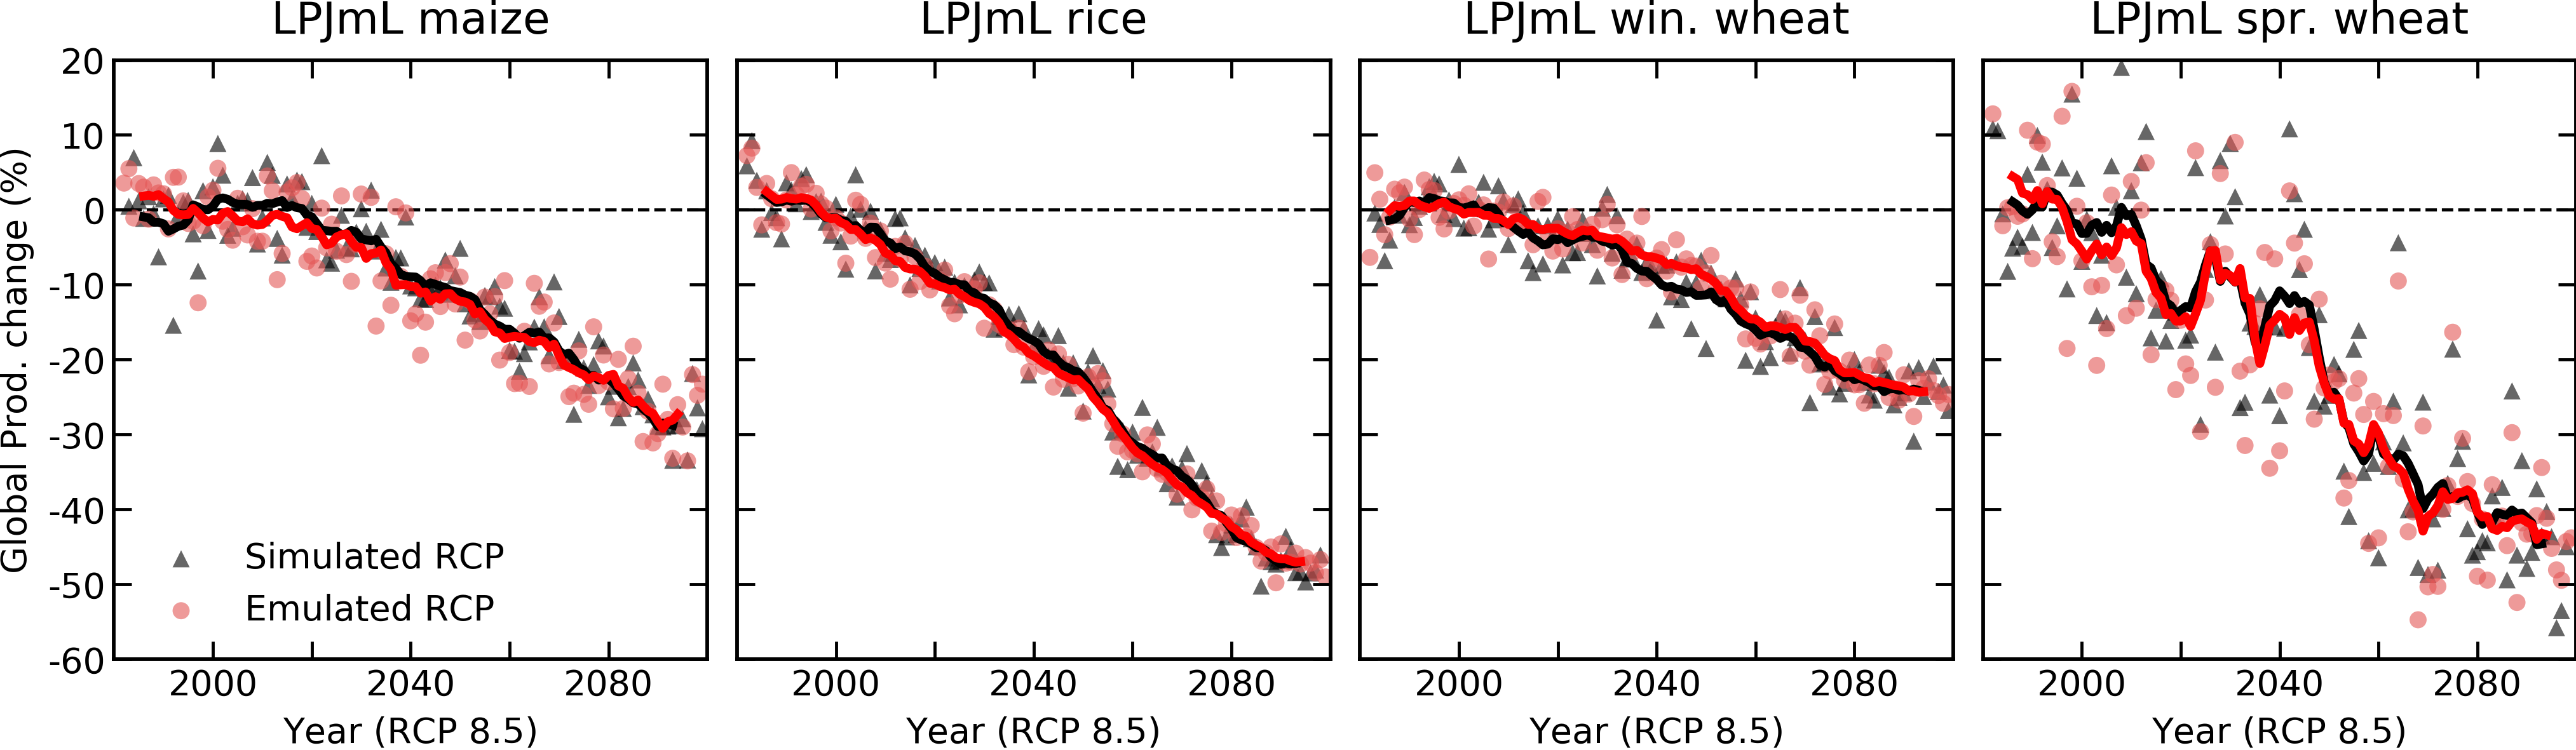 LPJmL maize
LPJmL rice
LPJmL win. wheat
LPJmL spr. wheat
Global Prod. change (%)
20
10
0
-10
-20
-30
-40
-50
-60
Simulated RCP
Emulated RCP
2000 2040 2080
2000 2040 2080
2000 2040 2080
2000 2040 2080
Year (RCP 8.5)
Year (RCP 8.5)
Year (RCP 8.5)
Year (RCP 8.5)